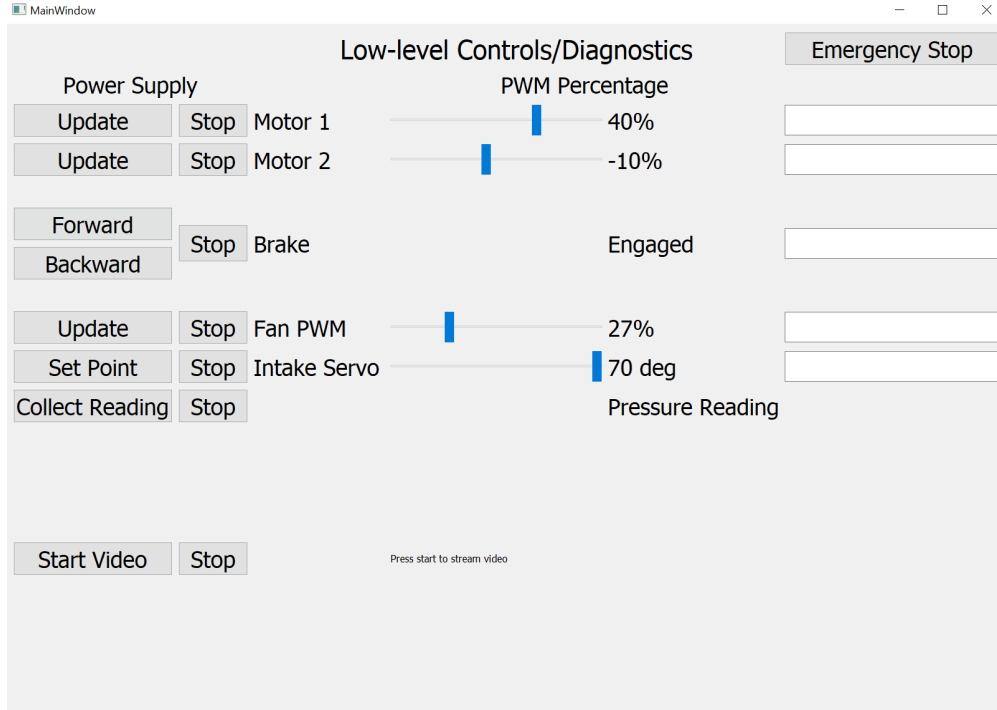 MainWindow
Low-level Controls/Diagnostics Emergency Stop
Power Supply PWM Percentage
Update Stop Motor 1 40%
Update Stop Motor 2 -10%
Forward
Stop Brake Engaged
Backward
Update Stop Fan PWM 27%
Set Point Stop Intake Servo 70 deg
Collect Reading Stop Pressure Reading
Start Video Stop Press start to stream video